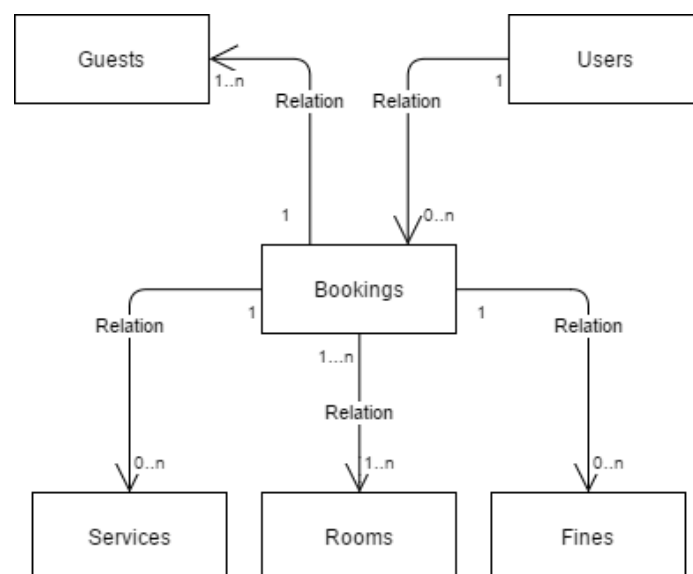 Guests
Users
1..n
1
Relation
Relation
1
0..n
Bookings
1
1
Relation
Relation
1...n
Relation
0..n
1..n
0..n
Services
Rooms
Fines